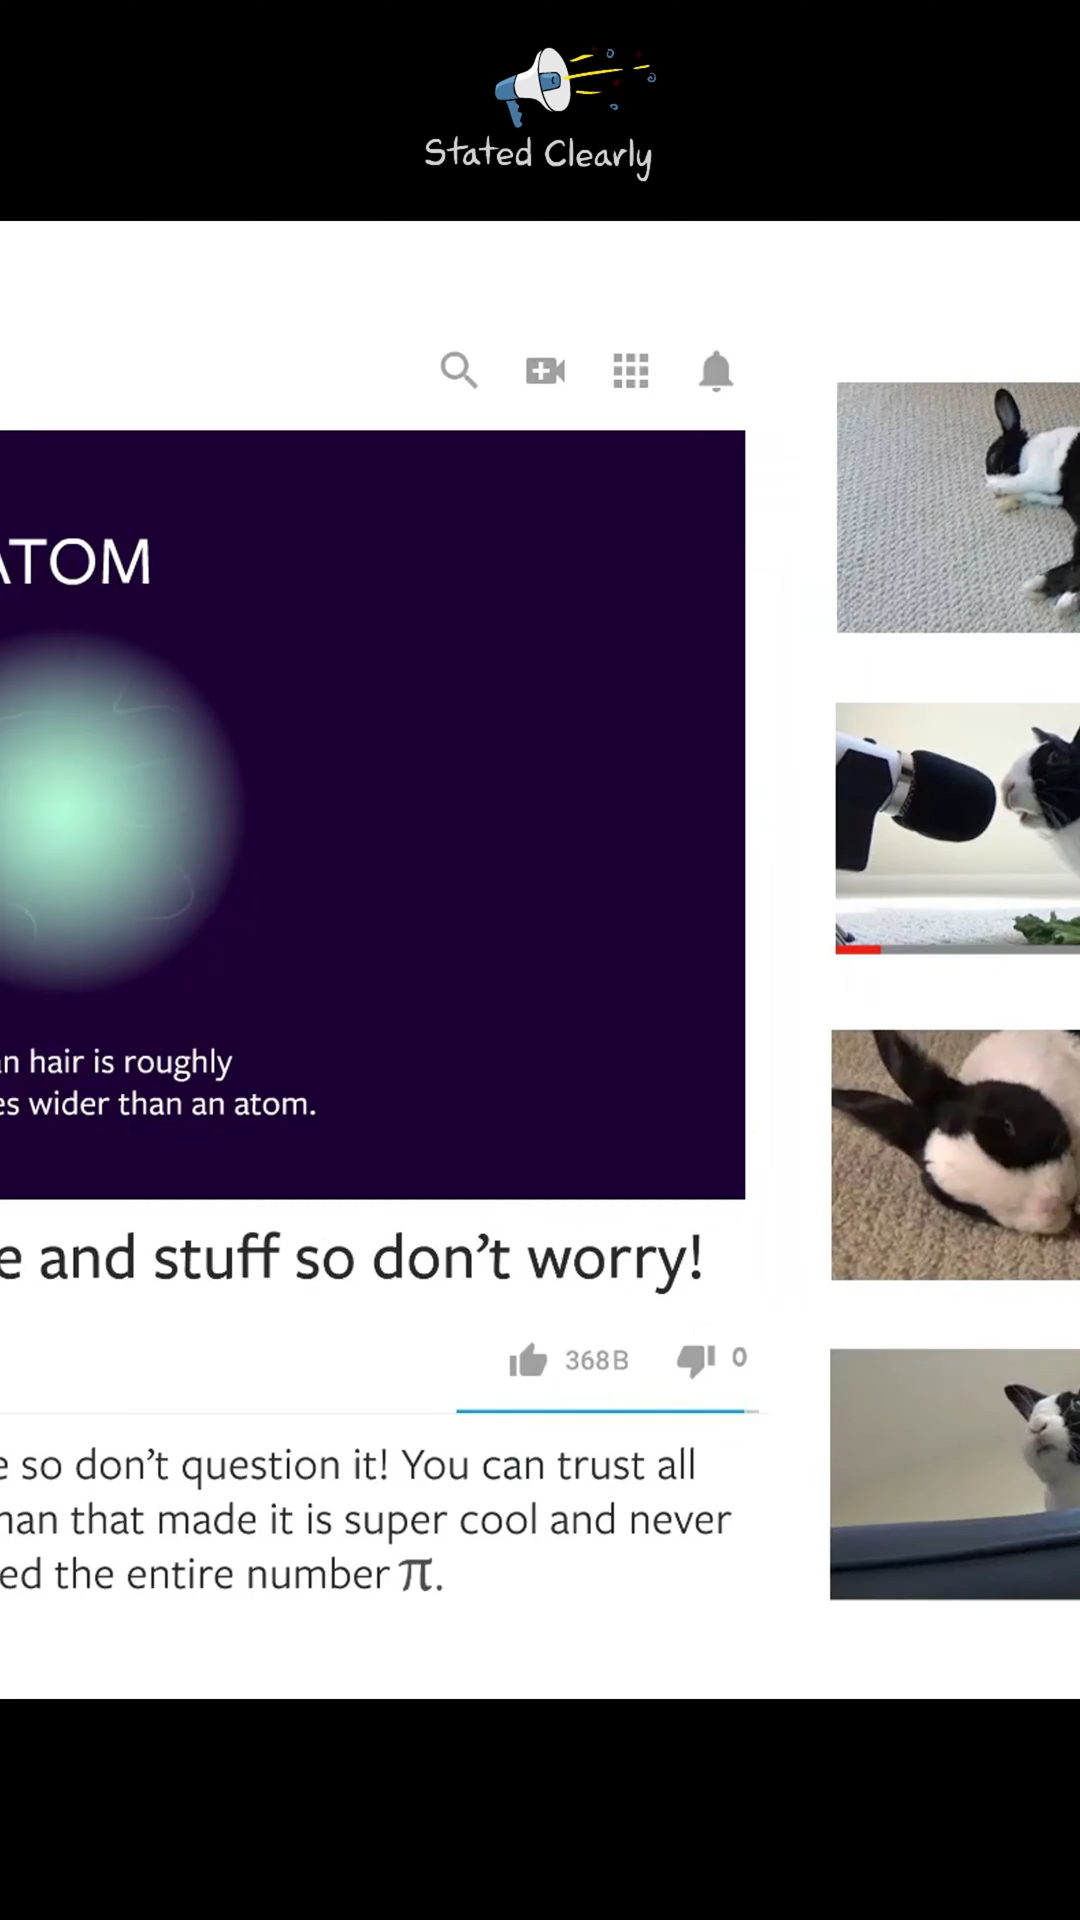 Stated Clearly
ATOM
an hair is roughly
es wider than an atom.
e and stuff so don't worry!
368B 0
e so don't question it! You can trust all
man that made it is super cool and never
ed the entire number π.